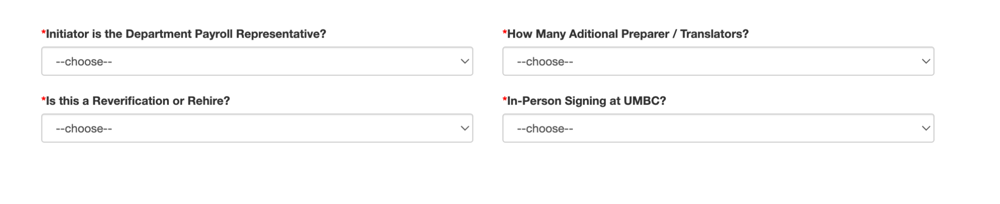 *Initiator is the Department Payroll Representative?
*How Many Aditional Preparer / Translators?
--choose--
--choose--
*Is this a Reverification or Rehire?
*In-Person Signing at UMBC?
--choose--
--choose--